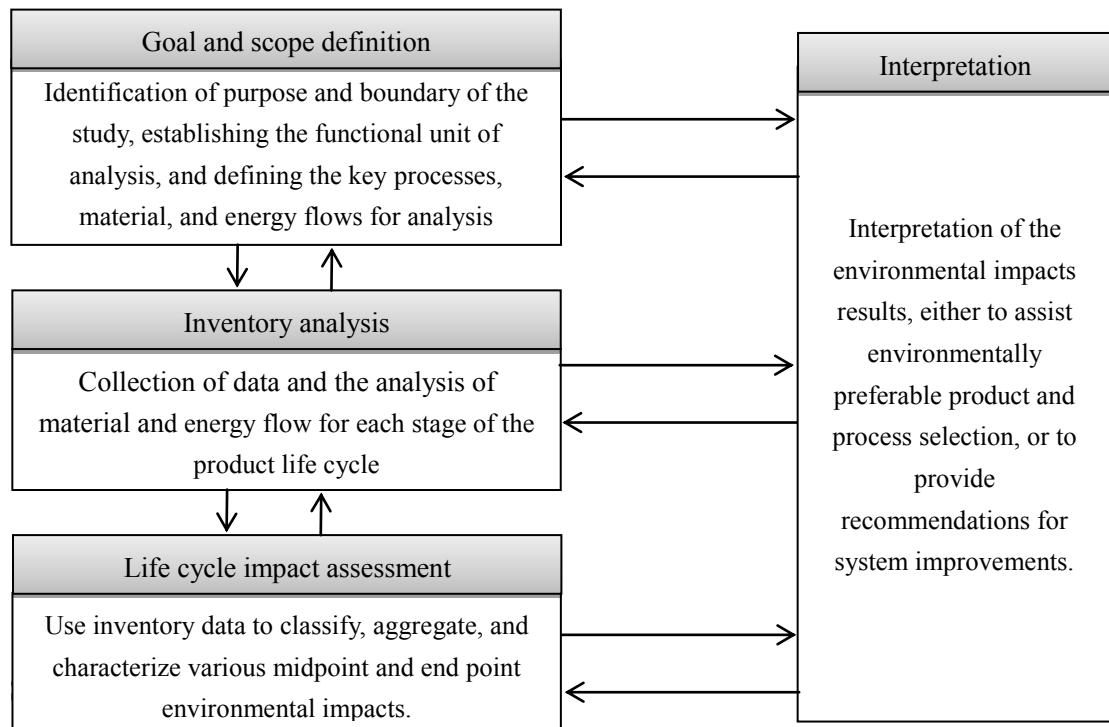 Goal and scope definition
Identification of purpose and boundary of the
study, establishing the functional unit of
analysis, and defining the key processes,
material, and energy flows for analysis
Inventory analysis
Collection of data and the analysis of
material and energy flow for each stage of the
product life cycle
Life cycle impact assessment
Use inventory data to classify, aggregate, and
characterize various midpoint and end point
environmental impacts.
Interpretation
Interpretation of the
environmental impacts
results, either to assist
environmentally
preferable product and
process selection, or to
provide
recommendations for
system improvements.